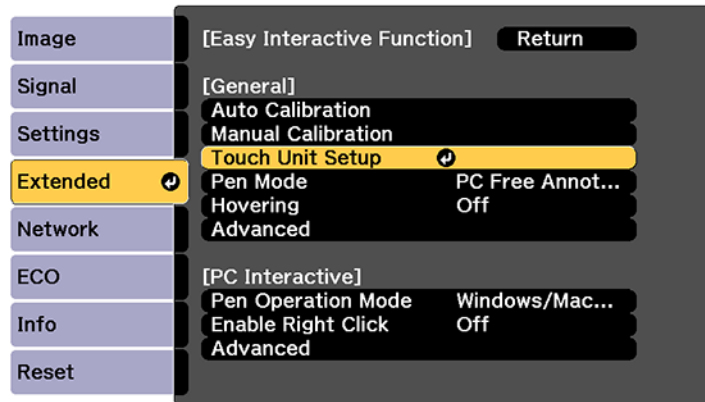 Image
Signal
Settings
Extended
Network
ECO
Info
Reset
[Easy Interactive Function] Return
[General]
Auto Calibration
Manual Calibration
Touch Unit Setup
Pen Mode PC Free Annot...
Hovering Off
Advanced
[PC Interactive]
Pen Operation Mode Windows/Mac...
Enable Right Click Off
Advanced